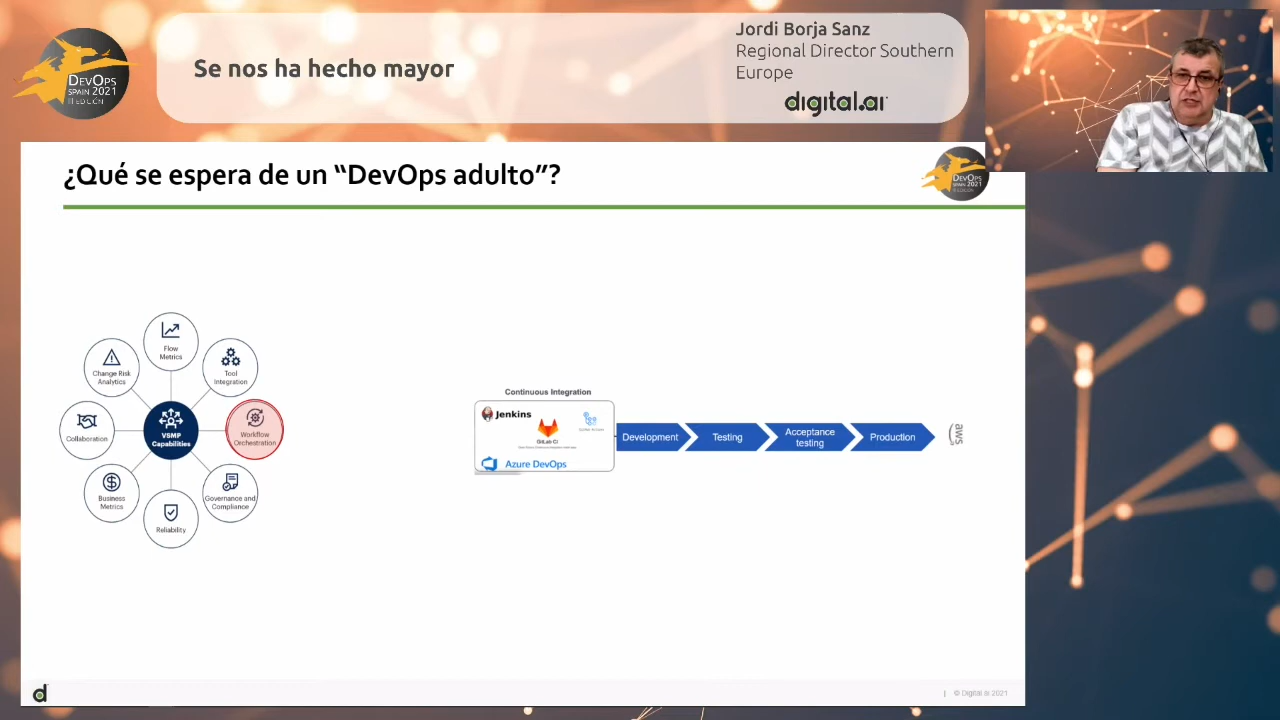 DevOps
SPAIN 2021
III EDICIÓN
Se nos ha hecho mayor
Jordi Borja Sanz
Regional Director Southern
Europe
digital.ai
¿Qué se espera de un “DevOps adulto”?
DevOps
SPAIN 2021
Flow
Metrics
Change Risk
Analytics
Tool
Integration
Collaboration
VSMP
Capabilities
Workflow
Orchestration
Business
Metrics
Governance and
Compliance
Reliability
Continuous Integration
Jenkins
GitLab CI
Azure DevOps
Development
Testing
Acceptance
testing
Production
aws
d
| © Digital.ai 2021